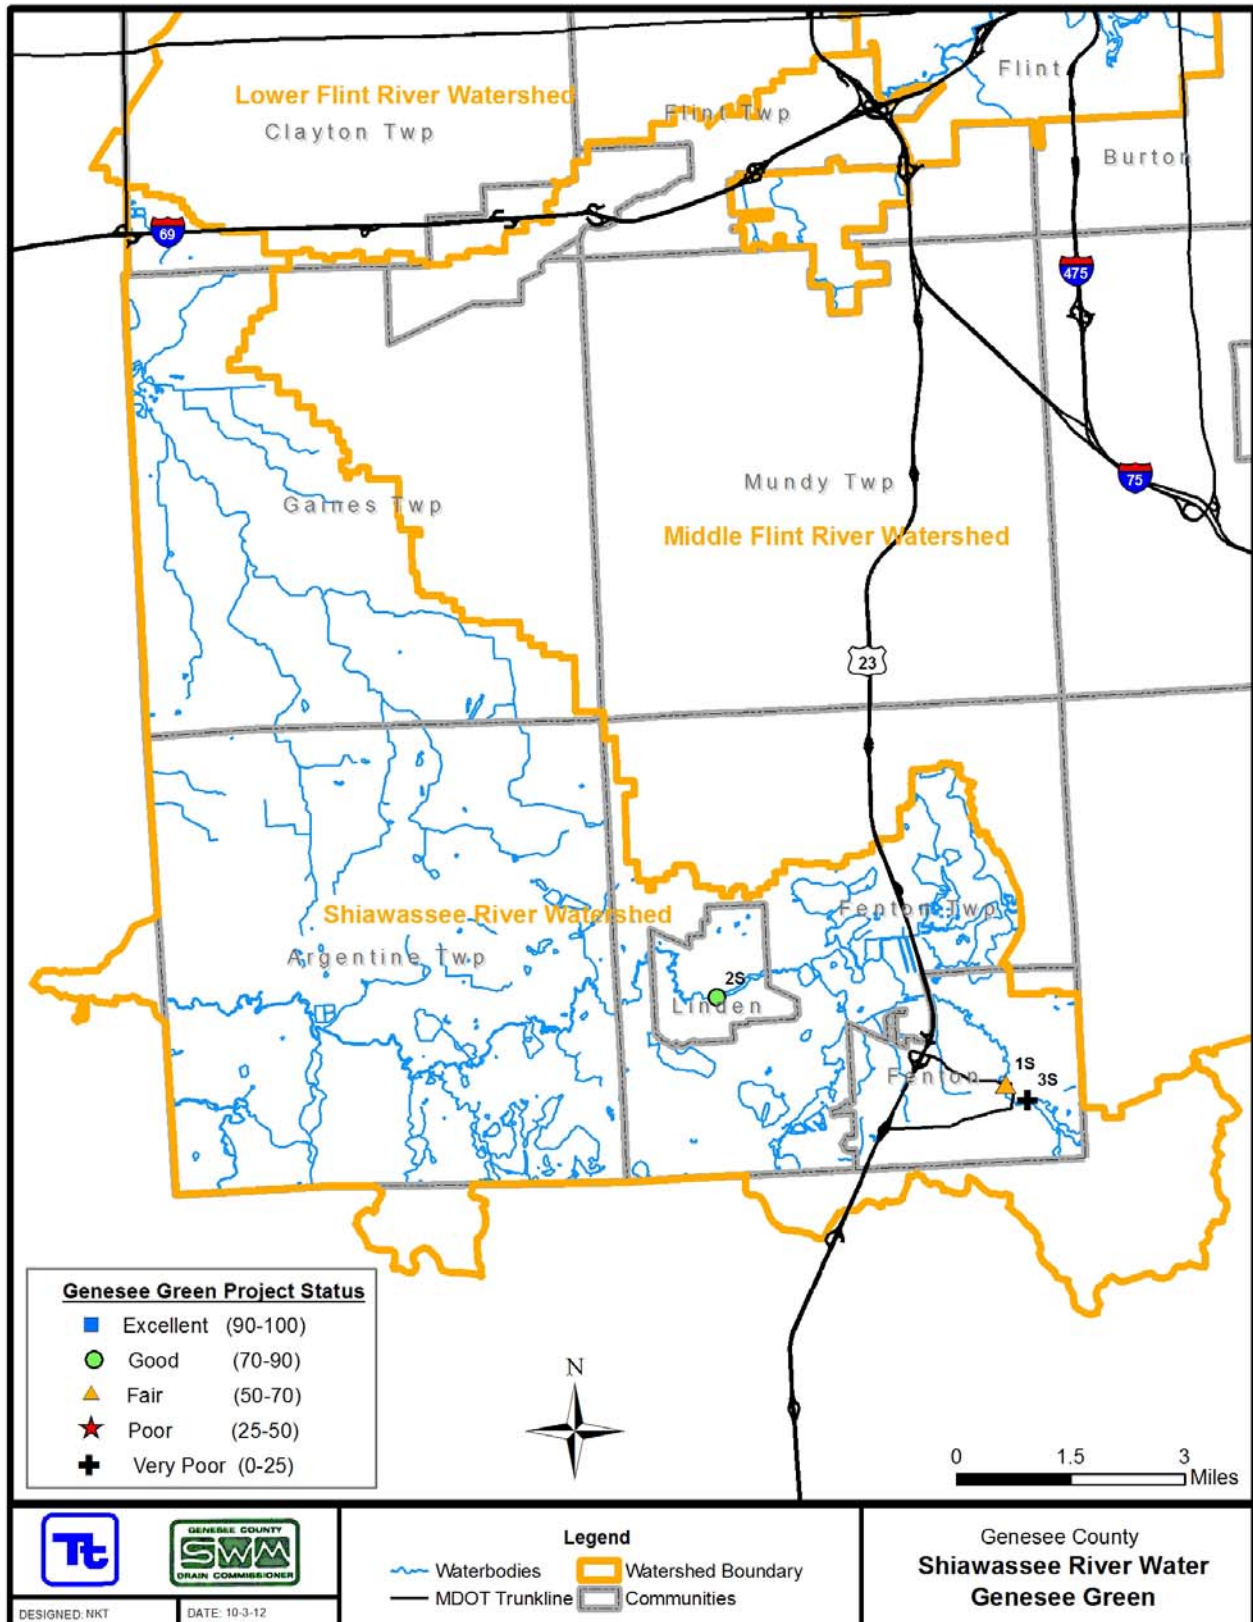 Flint
Lower Flint River Watershed
Flint Twp
Clayton Twp
Burton
69
475
75
Mundy Twp
Gaines Twp
Middle Flint River Watershed
23
Shiawassee River Watershed
Fenton Twp
Argentine Twp
2S
Linden
1S
Fenton
3S
Genesee Green Project Status
Excellent (90-100)
Good (70-90)
Fair (50-70)
Poor (25-50)
Very Poor (0-25)
N
0 1.5 3
Miles
Tt
GENESEE COUNTY
SWM
DRAIN COMMISSIONER
DESIGNED: NKT
DATE: 10-3-12
Legend
Waterbodies
Watershed Boundary
MDOT Trunkline
Communities
Genesee County
Shiawassee River Water
Genesee Green